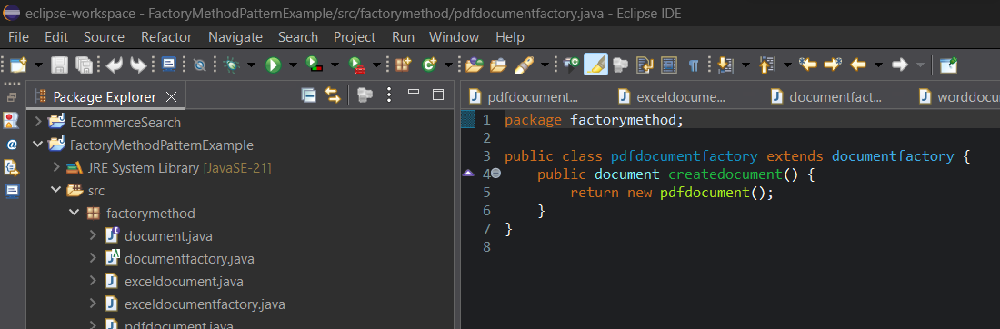 eclipse-workspace - FactoryMethodPatternExample/src/factorymethod/pdfdocumentfactory.java - Eclipse IDE
File Edit Source Refactor Navigate Search Project Run Window Help
Package Explorer
EcommerceSearch
FactoryMethodPatternExample
JRE System Library [JavaSE-21]
src
factorymethod
document.java
documentfactory.java
exceldocument.java
exceldocumentfactory.java
pdfdocument.java
pdfdocument... exceldocume... documentfact... worddocu
1 package factorymethod;
2
3 public class pdfdocumentfactory extends documentfactory {
4 public document createdocument() {
5 return new pdfdocument();
6 }
7 }
8